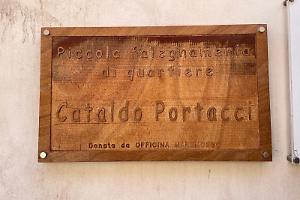 Piccola falegnameria
di quartiere
Cataldo Portacci
Donata da OFFICINA